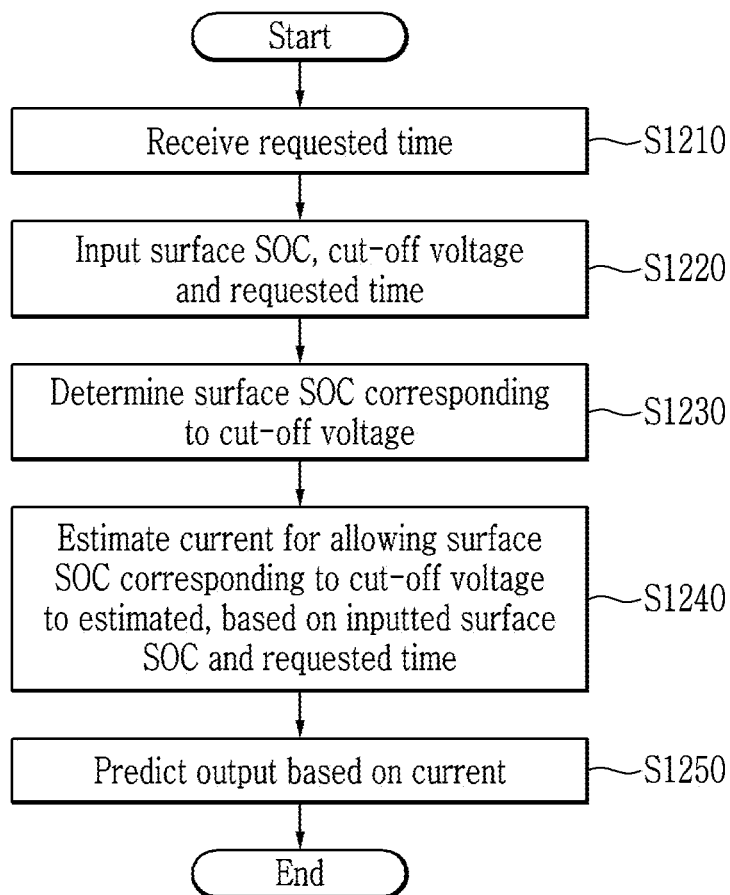 Start
Receive requested time
S1210
Input surface SOC, cut-off voltage
and requested time
S1220
Determine surface SOC corresponding
to cut-off voltage
S1230
Estimate current for allowing surface
SOC corresponding to cut-off voltage
to estimated, based on inputted surface
SOC and requested time
S1240
Predict output based on current
S1250
End